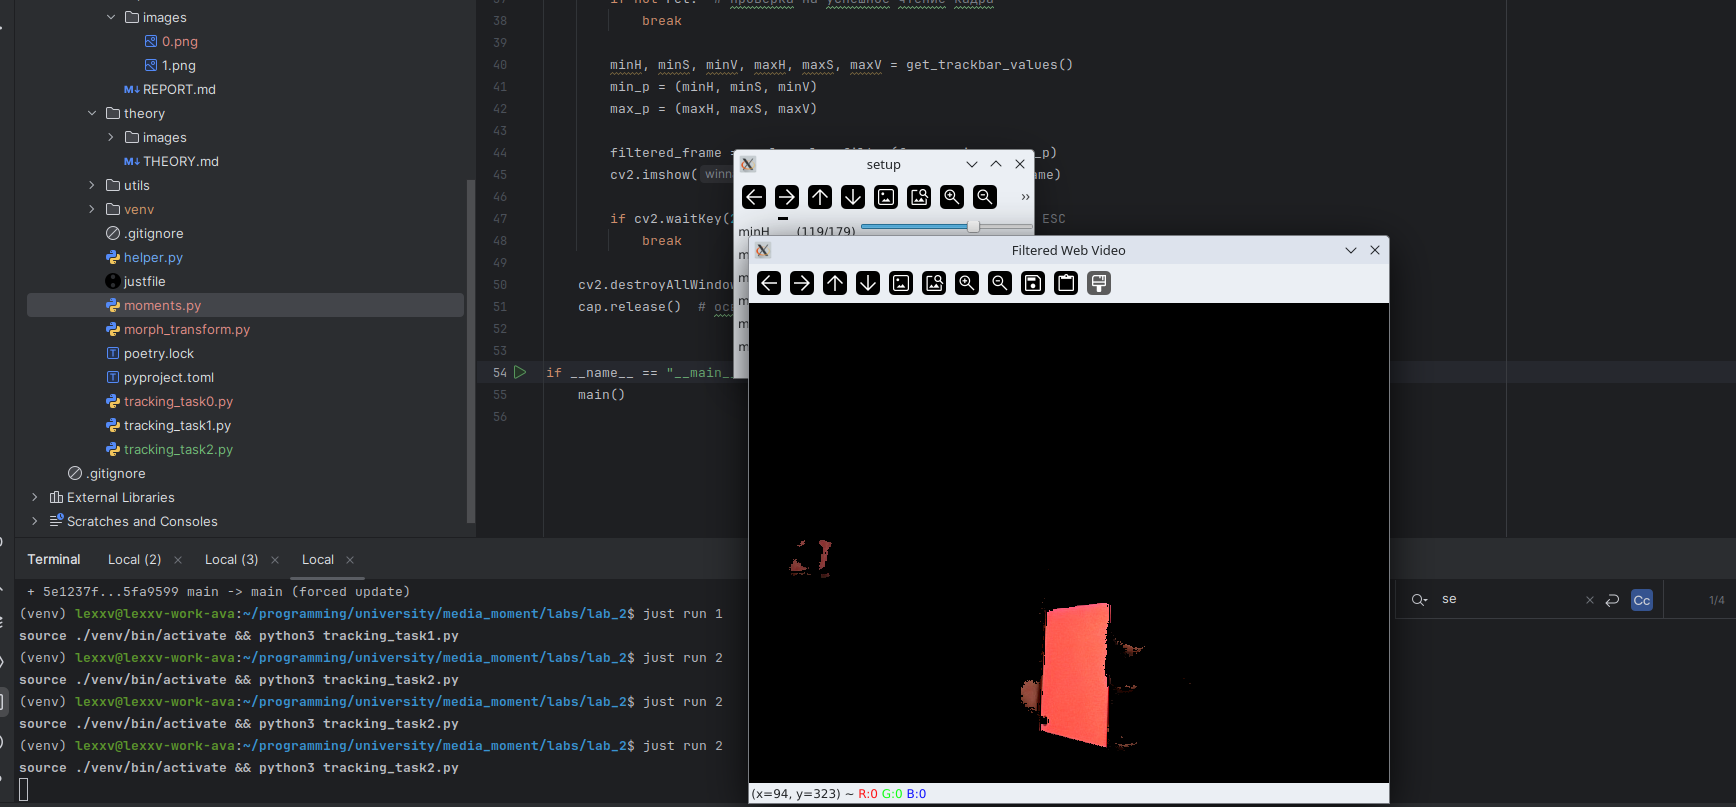 images
0.png
1.png
REPORT.md
theory
images
THEORY.md
utils
venv
.gitignore
helper.py
justfile
moments.py
morph_transform.py
poetry.lock
pyproject.toml
tracking_task0.py
tracking_task1.py
tracking_task2.py
.gitignore
External Libraries
Scratches and Consoles
38 break
39
40 minH, minS, minV, maxH, maxS, maxV = get_trackbar_values()
41 min_p = (minH, minS, minV)
42 max_p = (maxH, maxS, maxV)
43
44 filtered_frame = _p)
45 cv2.imshow( winn ame)
46
47 if cv2.waitKey( ESC
48 break
49
50 cv2.destroyAllWindow
51 cap.release() # осв
52
53
54 if __name__ == "__main_
55 main()
56
setup
minH (119/179)
m
m
m
m
m
Filtered Web Video
(x=94, y=323) ~ R:0 G:0 B:0
Terminal Local (2) × Local (3) × Local ×
+ 5e1237f...5fa9599 main -> main (forced update)
(venv) lexxv@lexxv-work-ava:~/programming/university/media_moment/labs/lab_2$ just run 1
source ./venv/bin/activate && python3 tracking_task1.py
(venv) lexxv@lexxv-work-ava:~/programming/university/media_moment/labs/lab_2$ just run 2
source ./venv/bin/activate && python3 tracking_task2.py
(venv) lexxv@lexxv-work-ava:~/programming/university/media_moment/labs/lab_2$ just run 2
source ./venv/bin/activate && python3 tracking_task2.py
(venv) lexxv@lexxv-work-ava:~/programming/university/media_moment/labs/lab_2$ just run 2
source ./venv/bin/activate && python3 tracking_task2.py
se × Cc 1/4